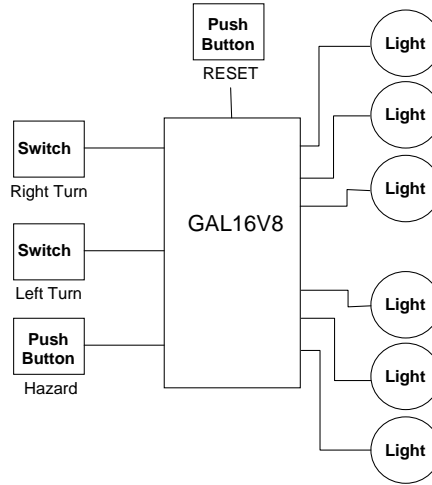 Push
Button
RESET
Light
Light
Light
Switch
Right Turn
GAL16V8
Switch
Left Turn
Push
Button
Hazard
Light
Light
Light